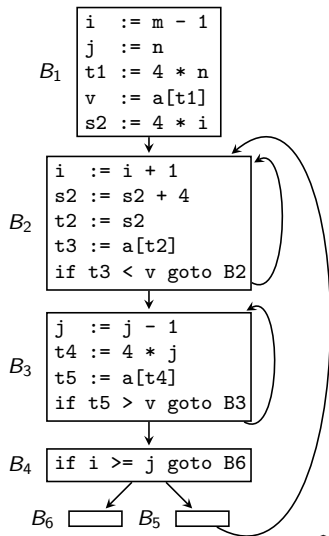 i  := m - 1
j  := n
t1 := 4 * n
v  := a[t1]
s2 := 4 * i
B1
i  := i + 1
s2 := s2 + 4
t2 := s2
t3 := a[t2]
if t3 < v goto B2
B2
j  := j - 1
t4 := 4 * j
t5 := a[t4]
if t5 > v goto B3
B3
B4 if i >= j goto B6
B6 B5